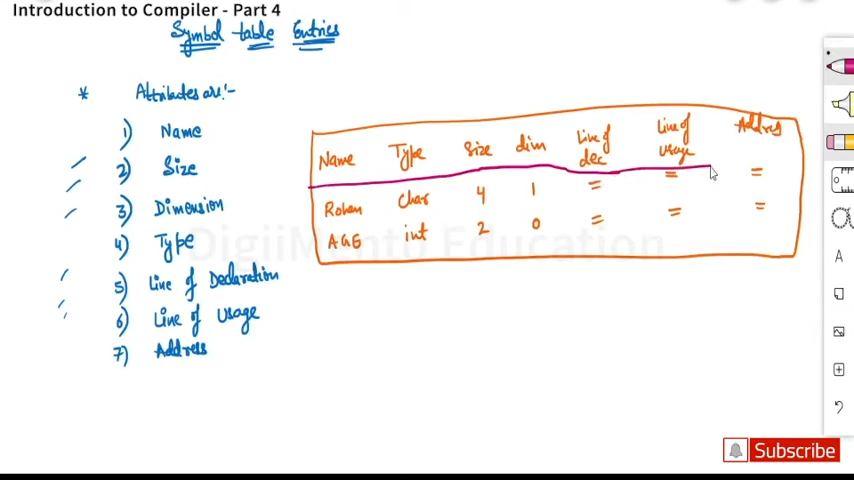 Introduction to Compiler - Part 4
Symbol table Entries
* Attributes are:-
1) Name
2) Size
3) Dimension
4) Type
5) Line of Declaration
6) Line of Usage
7) Address
Name Type Size dim Line of dec Line of usage Address
Rohan char 4 1 = = =
AGE int 2 0 = = =
DigiiMento Education
A
Subscribe